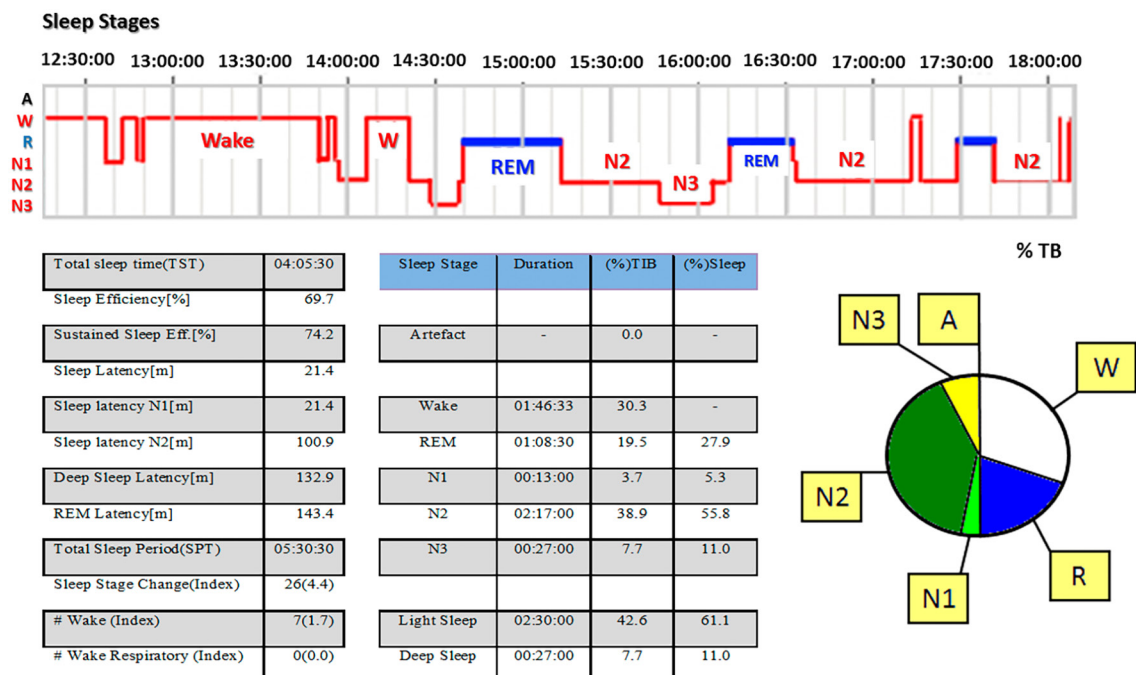 Sleep Stages
12:30:00 13:00:00 13:30:00 14:00:00 14:30:00 15:00:00 15:30:00 16:00:00 16:30:00 17:00:00 17:30:00 18:00:00
A
W
R
N1
N2
N3
Wake
W
REM
N2
N3
REM
N2
N2
Total sleep time(TST) 04:05:30
Sleep Efficiency[%] 69.7
Sustained Sleep Eff.[%] 74.2
Sleep Latency[m] 21.4
Sleep latency N1[m] 21.4
Sleep latency N2[m] 100.9
Deep Sleep Latency[m] 132.9
REM Latency[m] 143.4
Total Sleep Period(SPT) 05:30:30
Sleep Stage Change(Index) 26(4.4)
# Wake (Index) 7(1.7)
# Wake Respiratory (Index) 0(0.0)
Sleep Stage Duration (%)TIB (%)Sleep
Artefact - 0.0 -
Wake 01:46:33 30.3 -
REM 01:08:30 19.5 27.9
N1 00:13:00 3.7 5.3
N2 02:17:00 38.9 55.8
N3 00:27:00 7.7 11.0
Light Sleep 02:30:00 42.6 61.1
Deep Sleep 00:27:00 7.7 11.0
% TB
N3
A
W
N2
N1
R